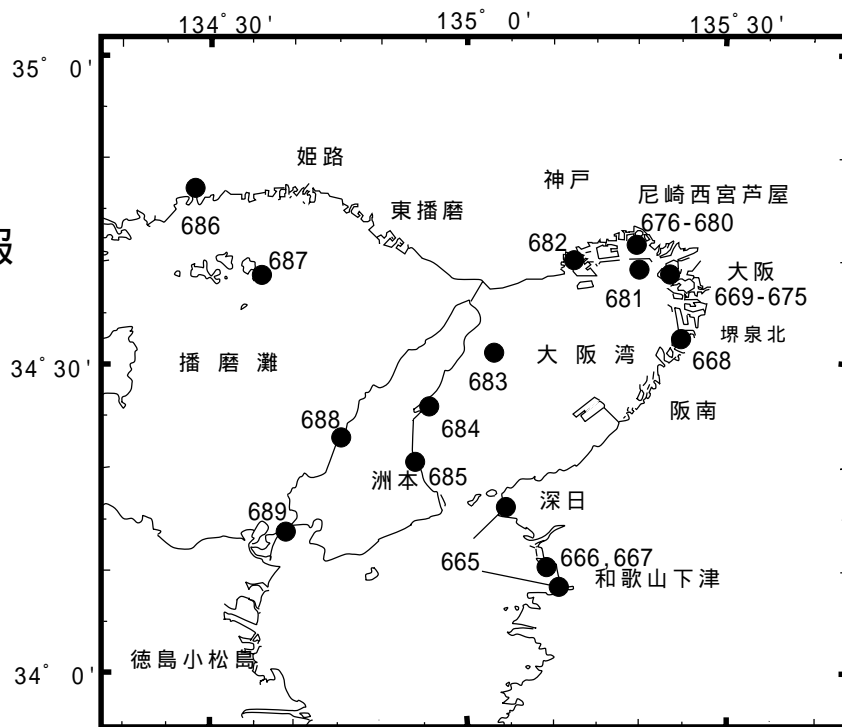 134° 30'
135° 0'
135° 30'
35° 0'
姫路
神戸
尼崎西宮芦屋
東播磨
676-680
686
682
報
687
大阪
681
669-675
堺泉北
播磨灘
大阪湾
34° 30'
683
668
688
684
阪南
洲本
685
689
深日
665
666,667
和歌山下津
徳島小松島
34° 0'